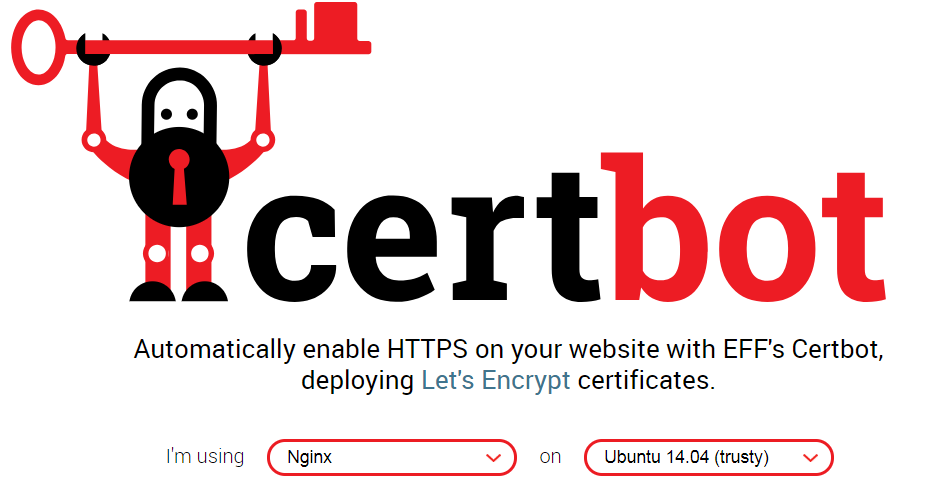 certbot
Automatically enable HTTPS on your website with EFF's Certbot,
deploying Let's Encrypt certificates.
I'm using Nginx on Ubuntu 14.04 (trusty)